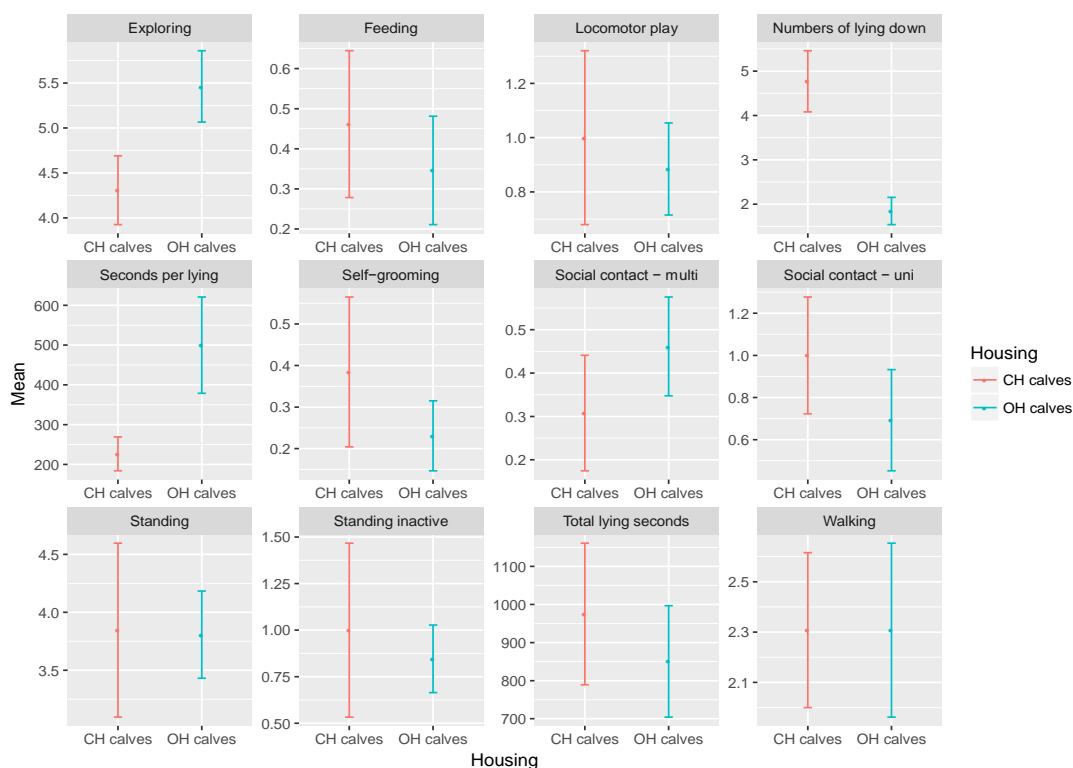 Exploring
Feeding
Locomotor play
Numbers of lying down
5.5
5.0
4.5
4.0
0.6
0.5
0.4
0.3
0.2
1.2
1.0
0.8
5
4
3
2
CH calves OH calves
CH calves OH calves
CH calves OH calves
CH calves OH calves
Seconds per lying
Self−grooming
Social contact − multi
Social contact − uni
600
500
400
300
200
0.5
0.4
0.3
0.2
0.5
0.4
0.3
0.2
1.2
1.0
0.8
0.6
CH calves OH calves
CH calves OH calves
CH calves OH calves
CH calves OH calves
Standing
Standing inactive
Total lying seconds
Walking
4.5
4.0
3.5
1.50
1.25
1.00
0.75
0.50
1100
1000
900
800
700
2.5
2.3
2.1
CH calves OH calves
CH calves OH calves
CH calves OH calves
CH calves OH calves
Mean
Housing
Housing
CH calves
OH calves